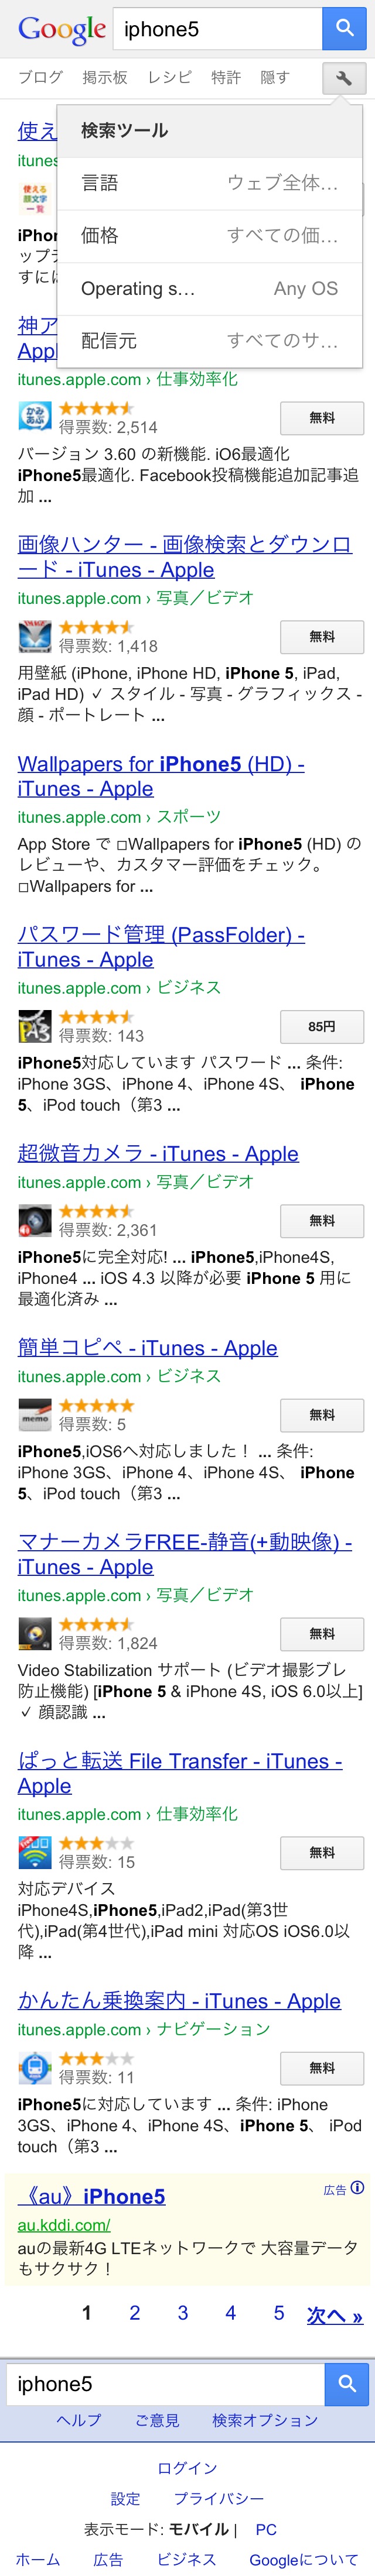 Google iphone5
ブログ 掲示板 レシピ 特許 隠す
検索ツール
使え
言語 ウェブ全体...
itunes
価格 すべての価...
iPhon
ップラ
すには
Operating s... Any OS
神ア
Appl
配信元 すべてのサ...
itunes.apple.com › 仕事効率化
得票数: 2,514
無料
バージョン 3.60 の新機能. iO6最適化
iPhone5最適化. Facebook投稿機能追加記事追
加 ...
画像ハンター - 画像検索とダウンロ
ード - iTunes - Apple
itunes.apple.com › 写真／ビデオ
得票数: 1,418
無料
用壁紙 (iPhone, iPhone HD, iPhone 5, iPad,
iPad HD) ✓ スタイル - 写真 - グラフィックス -
顔 - ポートレート ...
Wallpapers for iPhone5 (HD) -
iTunes - Apple
itunes.apple.com › スポーツ
App Store で □Wallpapers for iPhone5 (HD) の
レビューや、カスタマー評価をチェック。
□Wallpapers for ...
パスワード管理 (PassFolder) -
iTunes - Apple
itunes.apple.com › ビジネス
得票数: 143
85円
iPhone5対応しています パスワード ... 条件:
iPhone 3GS、iPhone 4、iPhone 4S、 iPhone
5、iPod touch（第3 ...
超微音カメラ - iTunes - Apple
itunes.apple.com › 写真／ビデオ
得票数: 2,361
無料
iPhone5に完全対応! ... iPhone5,iPhone4S,
iPhone4 ... iOS 4.3 以降が必要 iPhone 5 用に
最適化済み ...
簡単コピペ - iTunes - Apple
itunes.apple.com › ビジネス
memo
得票数: 5
無料
iPhone5,iOS6へ対応しました！ ... 条件:
iPhone 3GS、iPhone 4、iPhone 4S、 iPhone
5、iPod touch（第3 ...
マナーカメラFREE-静音(+動映像) -
iTunes - Apple
itunes.apple.com › 写真／ビデオ
得票数: 1,824
無料
Video Stabilization サポート (ビデオ撮影ブレ
防止機能) [iPhone 5 & iPhone 4S, iOS 6.0以上]
✓ 顔認識 ...
ぱっと転送 File Transfer - iTunes -
Apple
itunes.apple.com › 仕事効率化
得票数: 15
無料
対応デバイス
iPhone4S,iPhone5,iPad2,iPad(第3世
代),iPad(第4世代),iPad mini 対応OS iOS6.0以
降 ...
かんたん乗換案内 - iTunes - Apple
itunes.apple.com › ナビゲーション
得票数: 11
無料
iPhone5に対応しています ... 条件: iPhone
3GS、iPhone 4、iPhone 4S、iPhone 5、 iPod
touch（第3 ...
《au》iPhone5 広告
au.kddi.com/
auの最新4G LTEネットワークで 大容量データ
もサクサク！
1 2 3 4 5 次へ »
iphone5
ヘルプ ご意見 検索オプション
ログイン
設定 プライバシー
表示モード: モバイル | PC
ホーム 広告 ビジネス Googleについて